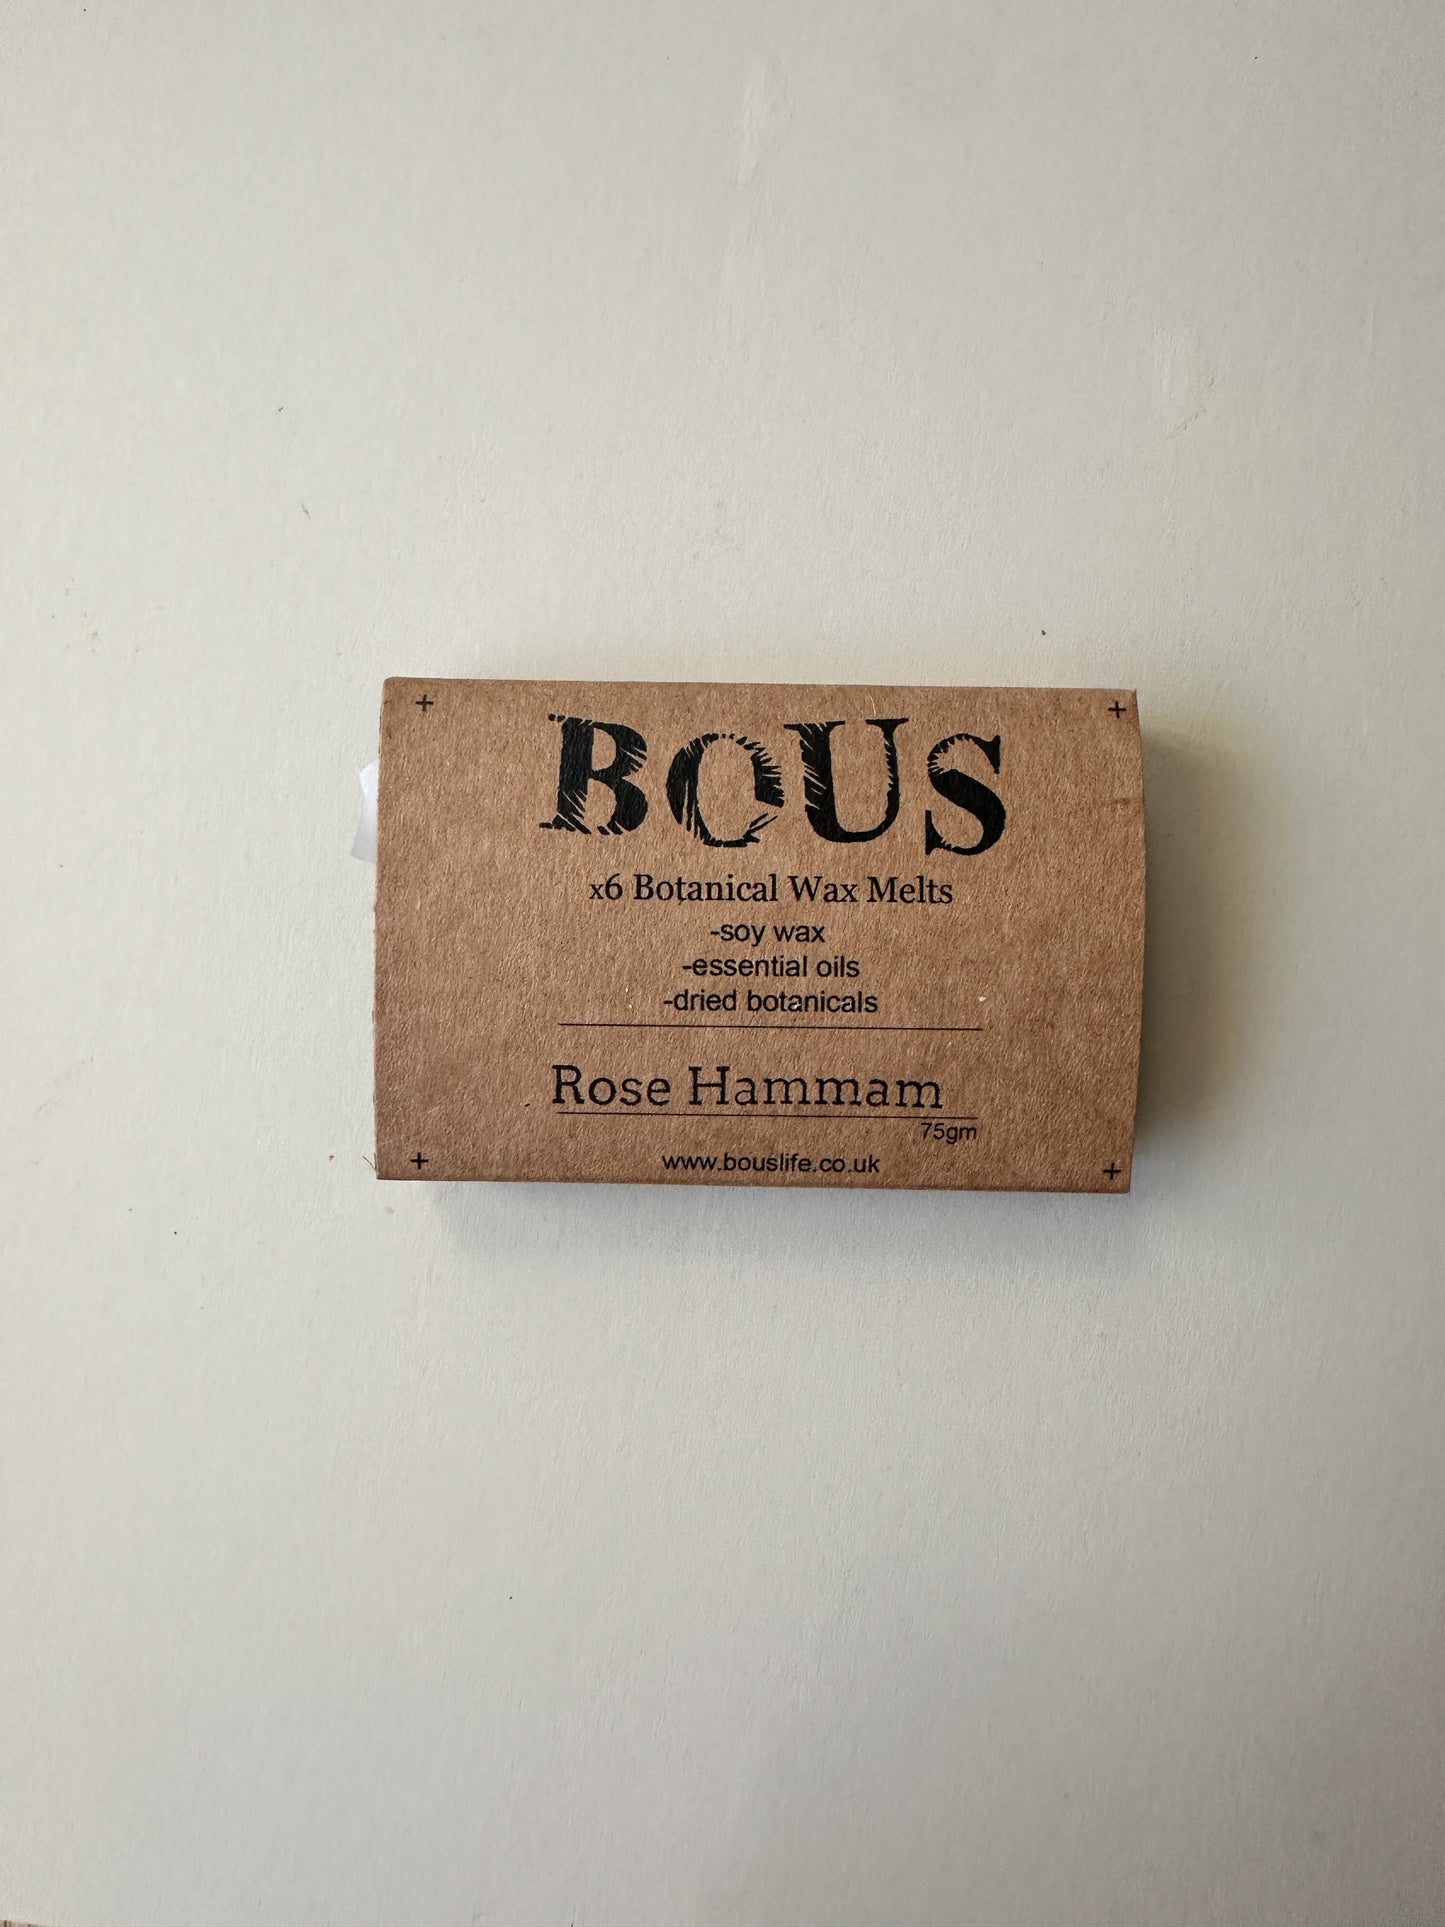 BOUS
x6 Botanical Wax Melts
-soy wax
-essential oils
-dried botanicals
Rose Hammam
75gm
www.bouslife.co.uk